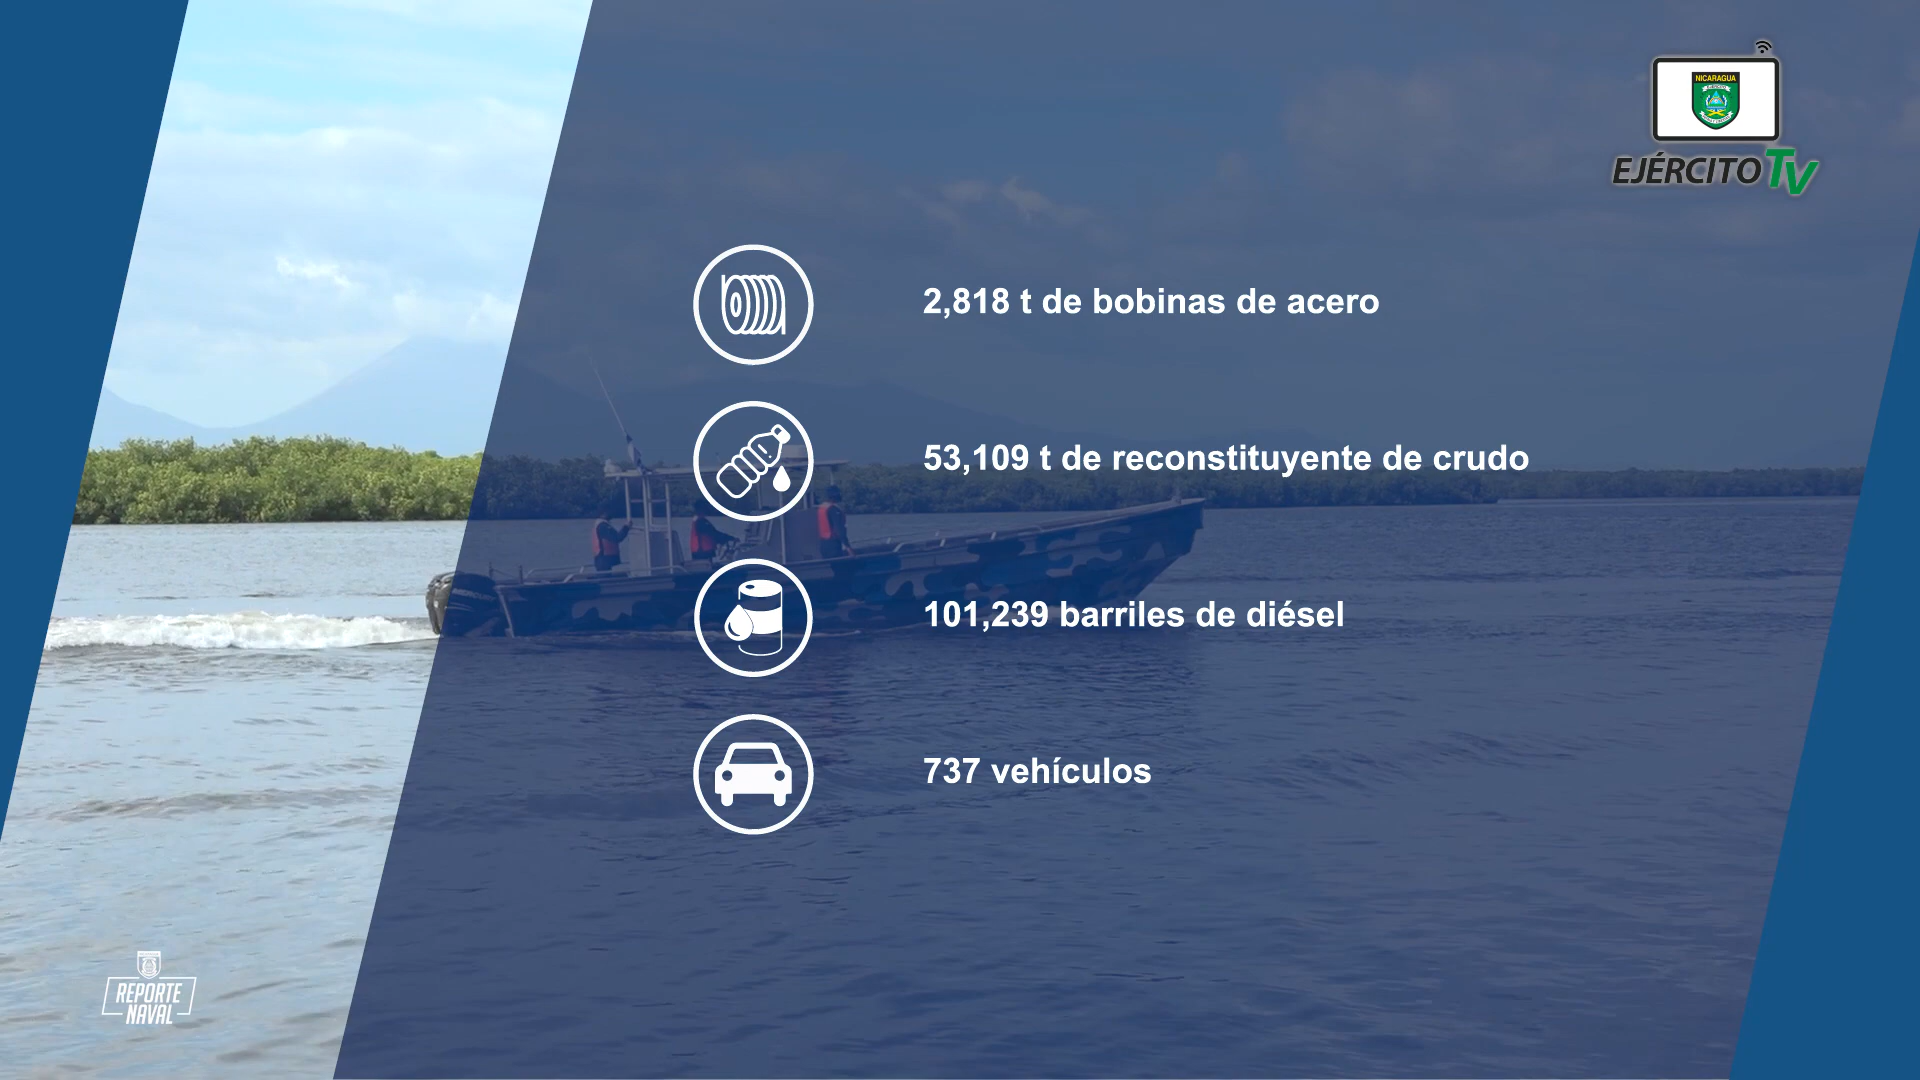 NICARAGUA
EJÉRCITO TV
2,818 t de bobinas de acero
53,109 t de reconstituyente de crudo
101,239 barriles de diésel
737 vehículos
REPORTE
NAVAL